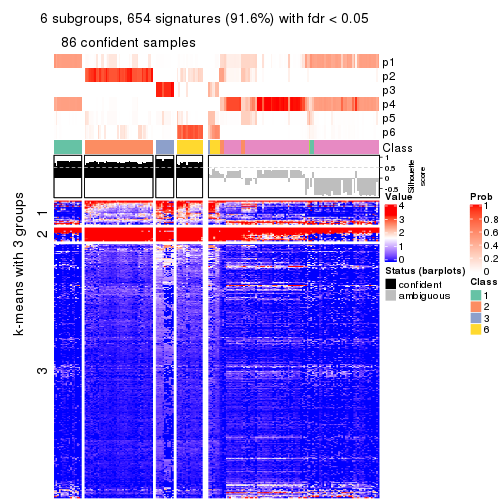 6 subgroups, 654 signatures (91.6%) with fdr < 0.05
86 confident samples
p1
p2
p3
p4
p5
p6
Class
1
0.5
0
-0.5
Silhouette
score
k-means with 3 groups
1
2
3
Value
4
3
2
1
0
Status (barplots)
confident
ambiguous
Prob
1
0.8
0.6
0.4
0.2
0
Class
1
2
3
6